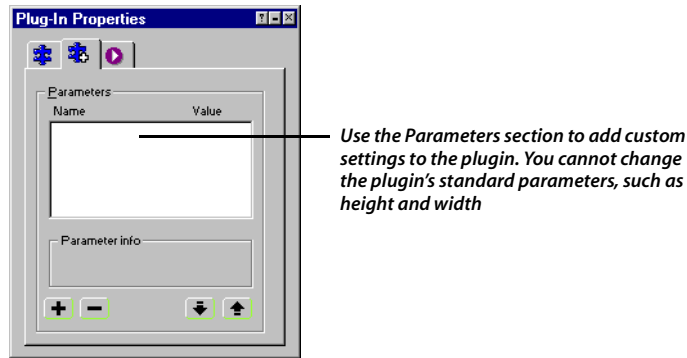 Plug-In Properties
Parameters
Name Value
Parameter info
Use the Parameters section to add custom
settings to the plugin. You cannot change
the plugin’s standard parameters, such as
height and width